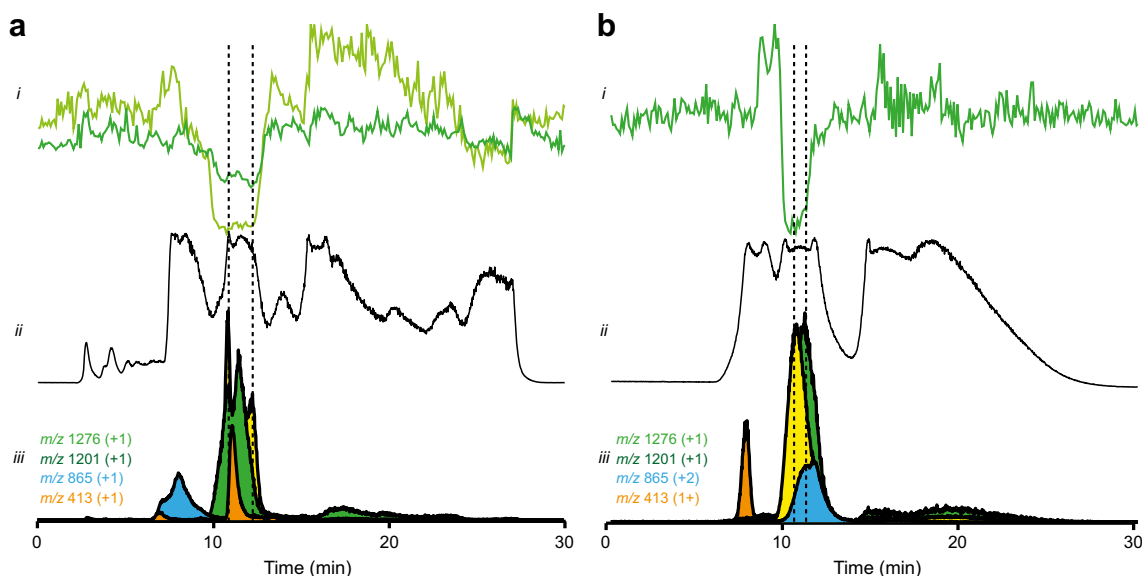 a
b
i
i
ii
ii
m/z 1276 (+1)
m/z 1201 (+1)
iii
m/z 865 (+1)
m/z 413 (+1)
m/z 1276 (+1)
m/z 1201 (+1)
iii
m/z 865 (+2)
m/z 413 (1+)
0 10 20 30
0 10 20 30
Time (min)
Time (min)